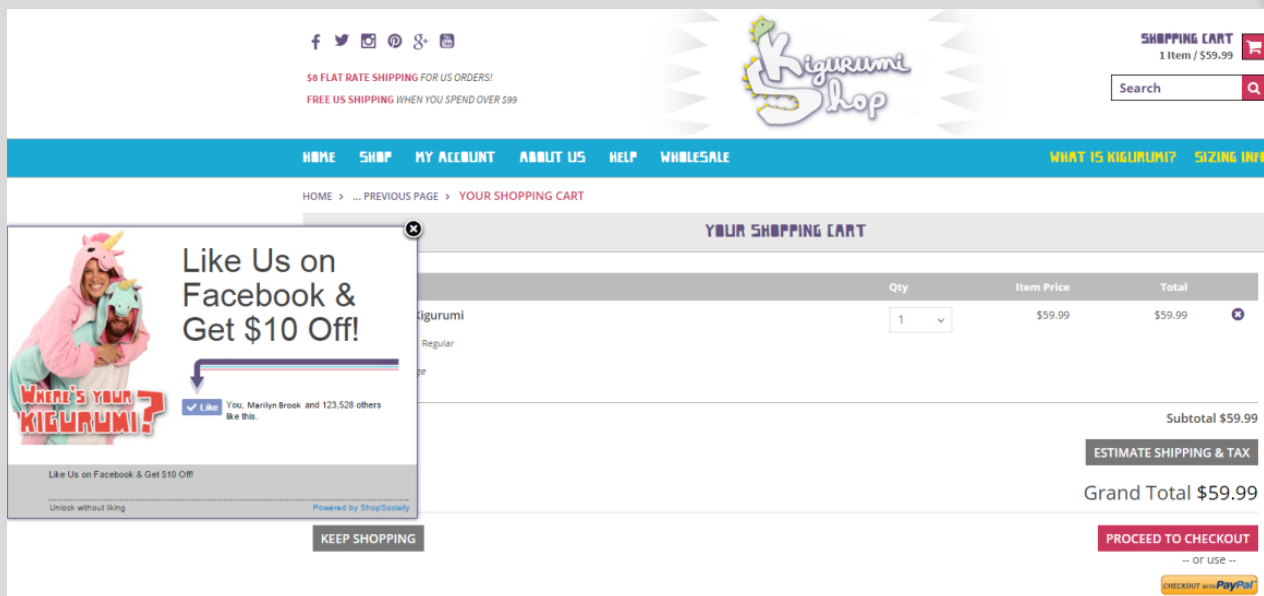 SHOPPING CART
1 Item / $59.99
$8 FLAT RATE SHIPPING FOR US ORDERS!
FREE US SHIPPING WHEN YOU SPEND OVER $99
Kigurumi
Shop
Search
HOME SHOP MY ACCOUNT ABOUT US HELP WHOLESALE WHAT IS KIGURUMI? SIZING
HOME > ... PREVIOUS PAGE > YOUR SHOPPING CART
YOUR SHOPPING CART
Like Us on
Facebook &
Get $10 Off!
WHERE'S YOUR
KIGURUMI?
Like
You, Marilyn Brook and 123,528 others
like this.
Like Us on Facebook & Get $10 Off!
Unlock without liking
Powered by ShopSocially
Qty Item Price Total
Kigurumi
1 $59.99 $59.99
Regular
Subtotal $59.99
ESTIMATE SHIPPING & TAX
Grand Total $59.99
KEEP SHOPPING
PROCEED TO CHECKOUT
-- or use --
CHECKOUT WITH PayPal